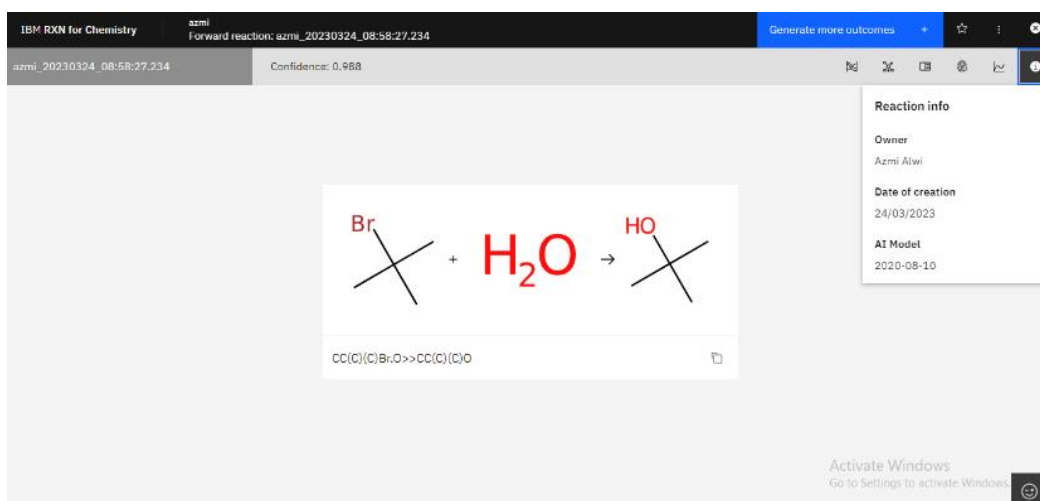 IBM RXN for Chemistry
azmi
Forward reaction: azmi_20230324_08:58:27.234
Generate more outcomes +
azmi_20230324_08:58:27.234
Confidence: 0.988
Reaction info
Owner
Azmi Alwi
Date of creation
24/03/2023
AI Model
2020-08-10
Br
+ H₂O →
HO
CC(C)(C)Br.O>>CC(C)(C)O
Activate Windows
Go to Settings to activate Windows.